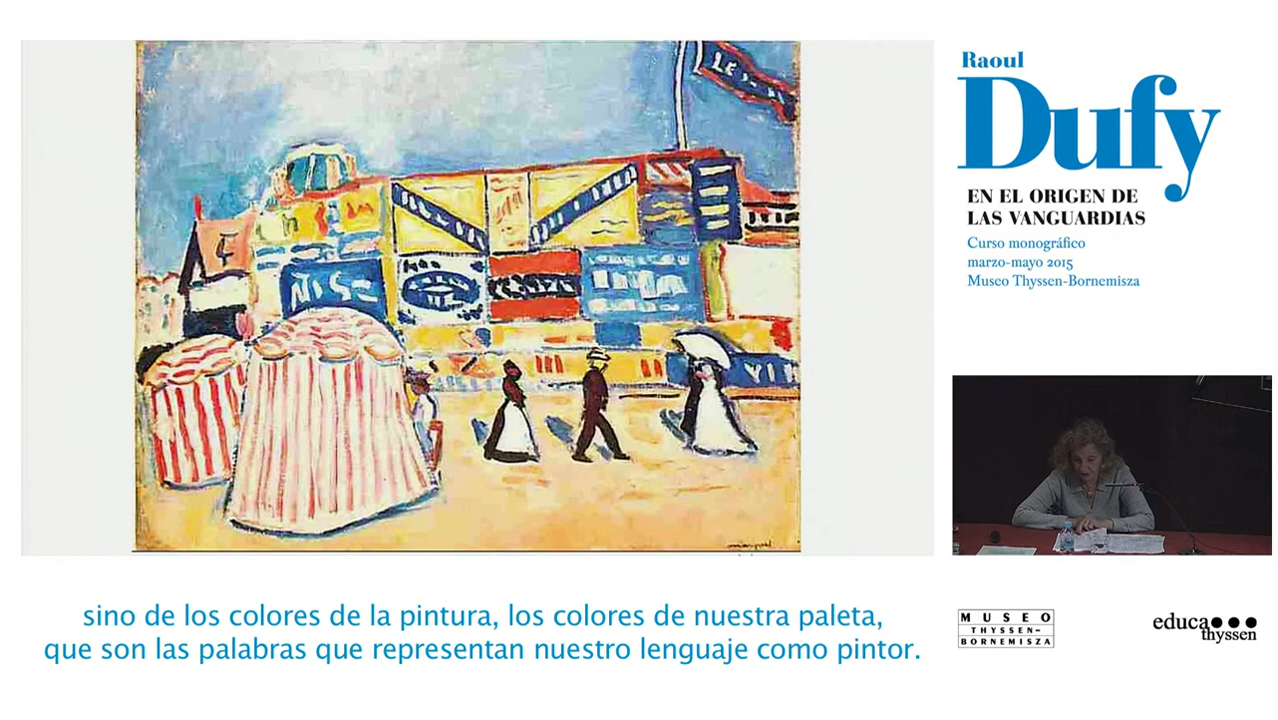 Raoul
Dufy
EN EL ORIGEN DE
LAS VANGUARDIAS
Curso monográfico
marzo-mayo 2015
Museo Thyssen-Bornemisza
sino de los colores de la pintura, los colores de nuestra paleta,
que son las palabras que representan nuestro lenguaje como pintor.
MUSEO
THYSSEN-
BORNEMISZA
educa
thyssen